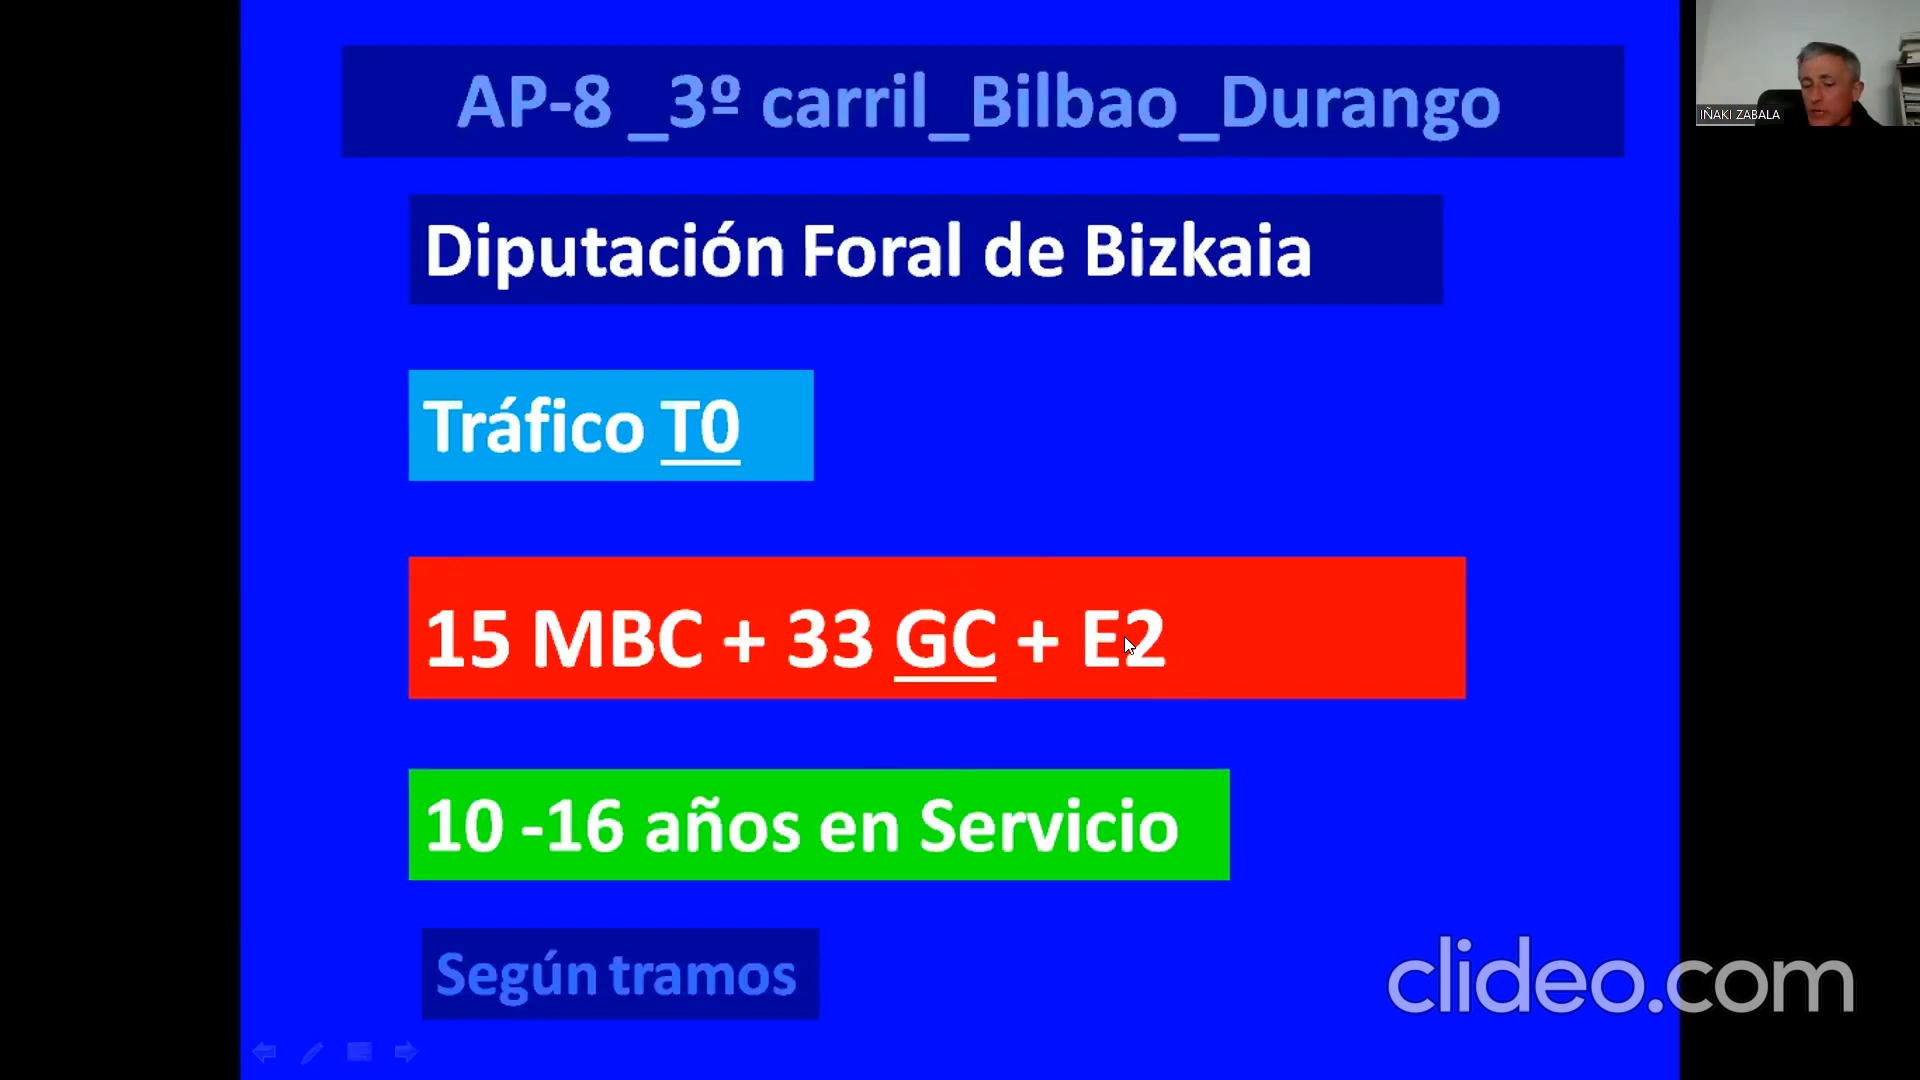 AP-8 _3º carril_Bilbao_Durango
IÑAKI ZABALA
Diputación Foral de Bizkaia
Tráfico T0
15 MBC + 33 GC + E2
10 -16 años en Servicio
Según tramos
clideo.com